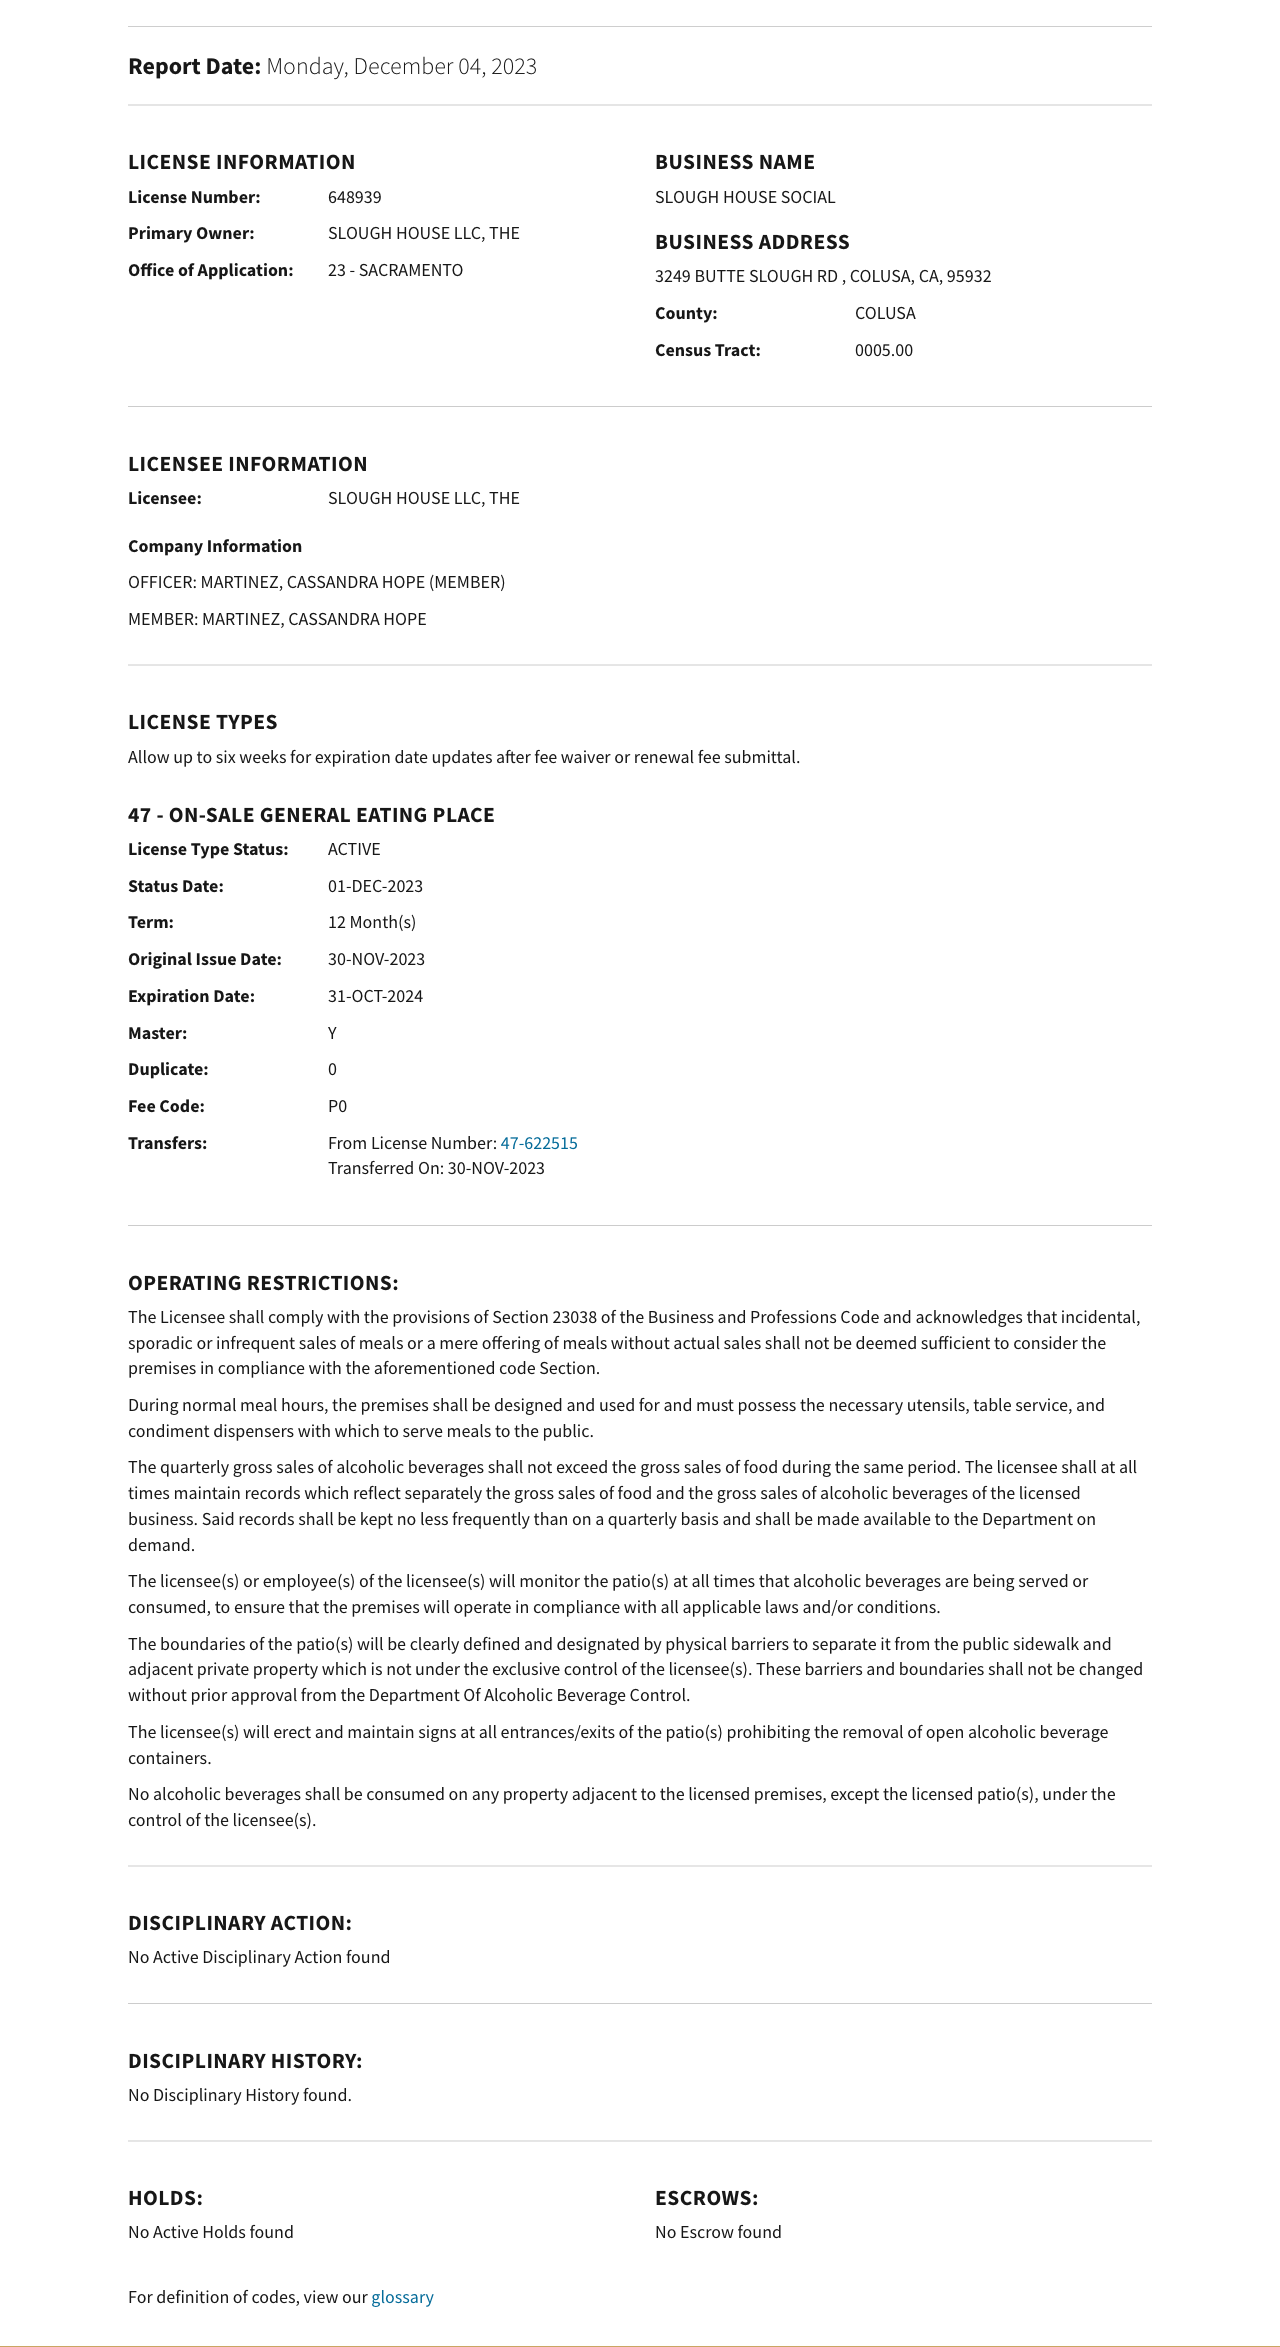 Report Date: Monday, December 04, 2023
LICENSE INFORMATION
License Number: 648939
Primary Owner: SLOUGH HOUSE LLC, THE
Office of Application: 23 - SACRAMENTO
BUSINESS NAME
SLOUGH HOUSE SOCIAL
BUSINESS ADDRESS
3249 BUTTE SLOUGH RD , COLUSA, CA, 95932
County: COLUSA
Census Tract: 0005.00
LICENSEE INFORMATION
Licensee: SLOUGH HOUSE LLC, THE
Company Information
OFFICER: MARTINEZ, CASSANDRA HOPE (MEMBER)
MEMBER: MARTINEZ, CASSANDRA HOPE
LICENSE TYPES
Allow up to six weeks for expiration date updates after fee waiver or renewal fee submittal.
47 - ON-SALE GENERAL EATING PLACE
License Type Status: ACTIVE
Status Date: 01-DEC-2023
Term: 12 Month(s)
Original Issue Date: 30-NOV-2023
Expiration Date: 31-OCT-2024
Master: Y
Duplicate: 0
Fee Code: P0
Transfers: From License Number: 47-622515
Transferred On: 30-NOV-2023
OPERATING RESTRICTIONS:
The Licensee shall comply with the provisions of Section 23038 of the Business and Professions Code and acknowledges that incidental,
sporadic or infrequent sales of meals or a mere offering of meals without actual sales shall not be deemed sufficient to consider the
premises in compliance with the aforementioned code Section.
During normal meal hours, the premises shall be designed and used for and must possess the necessary utensils, table service, and
condiment dispensers with which to serve meals to the public.
The quarterly gross sales of alcoholic beverages shall not exceed the gross sales of food during the same period. The licensee shall at all
times maintain records which reflect separately the gross sales of food and the gross sales of alcoholic beverages of the licensed
business. Said records shall be kept no less frequently than on a quarterly basis and shall be made available to the Department on
demand.
The licensee(s) or employee(s) of the licensee(s) will monitor the patio(s) at all times that alcoholic beverages are being served or
consumed, to ensure that the premises will operate in compliance with all applicable laws and/or conditions.
The boundaries of the patio(s) will be clearly defined and designated by physical barriers to separate it from the public sidewalk and
adjacent private property which is not under the exclusive control of the licensee(s). These barriers and boundaries shall not be changed
without prior approval from the Department Of Alcoholic Beverage Control.
The licensee(s) will erect and maintain signs at all entrances/exits of the patio(s) prohibiting the removal of open alcoholic beverage
containers.
No alcoholic beverages shall be consumed on any property adjacent to the licensed premises, except the licensed patio(s), under the
control of the licensee(s).
DISCIPLINARY ACTION:
No Active Disciplinary Action found
DISCIPLINARY HISTORY:
No Disciplinary History found.
HOLDS:
No Active Holds found
ESCROWS:
No Escrow found
For definition of codes, view our glossary